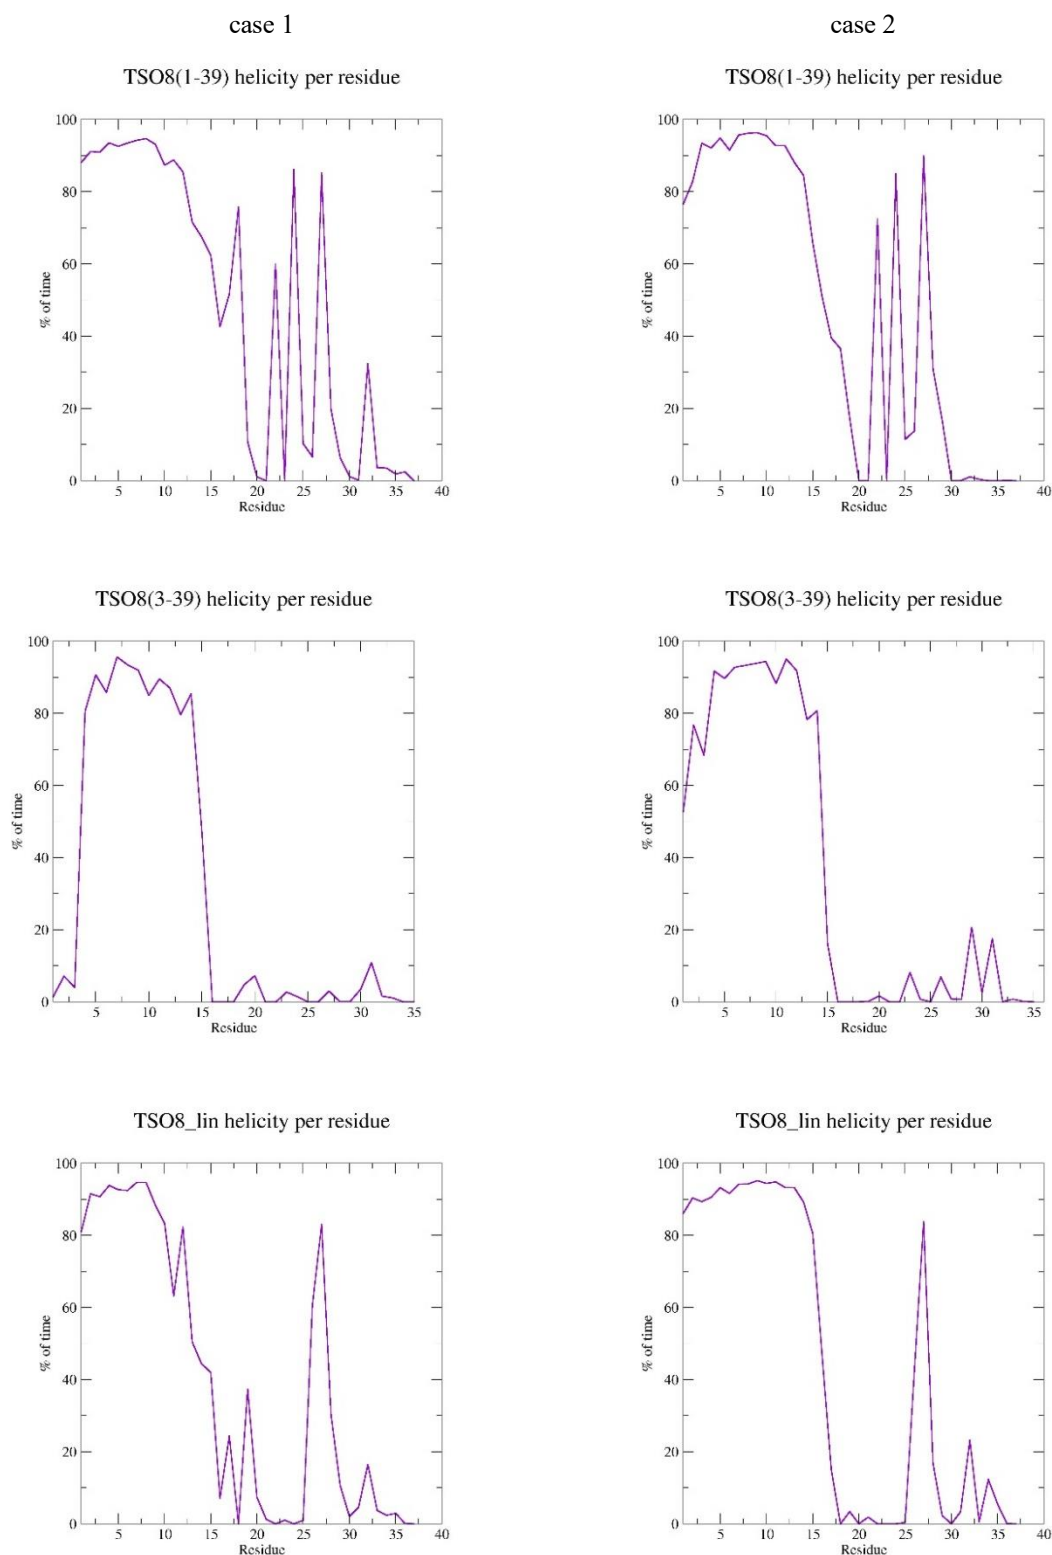 case 1
case 2
TSO8(1-39) helicity per residue
TSO8(1-39) helicity per residue
100
80
60
40
20
0
% of time
5 10 15 20 25 30 35 40
Residue
100
80
60
40
20
0
% of time
5 10 15 20 25 30 35 40
Residue
TSO8(3-39) helicity per residue
TSO8(3-39) helicity per residue
100
80
60
40
20
0
% of time
5 10 15 20 25 30 35
Residue
100
80
60
40
20
0
% of time
5 10 15 20 25 30 35
Residue
TSO8_lin helicity per residue
TSO8_lin helicity per residue
100
80
60
40
20
0
% of time
5 10 15 20 25 30 35 40
Residue
100
80
60
40
20
0
% of time
5 10 15 20 25 30 35 40
Residue